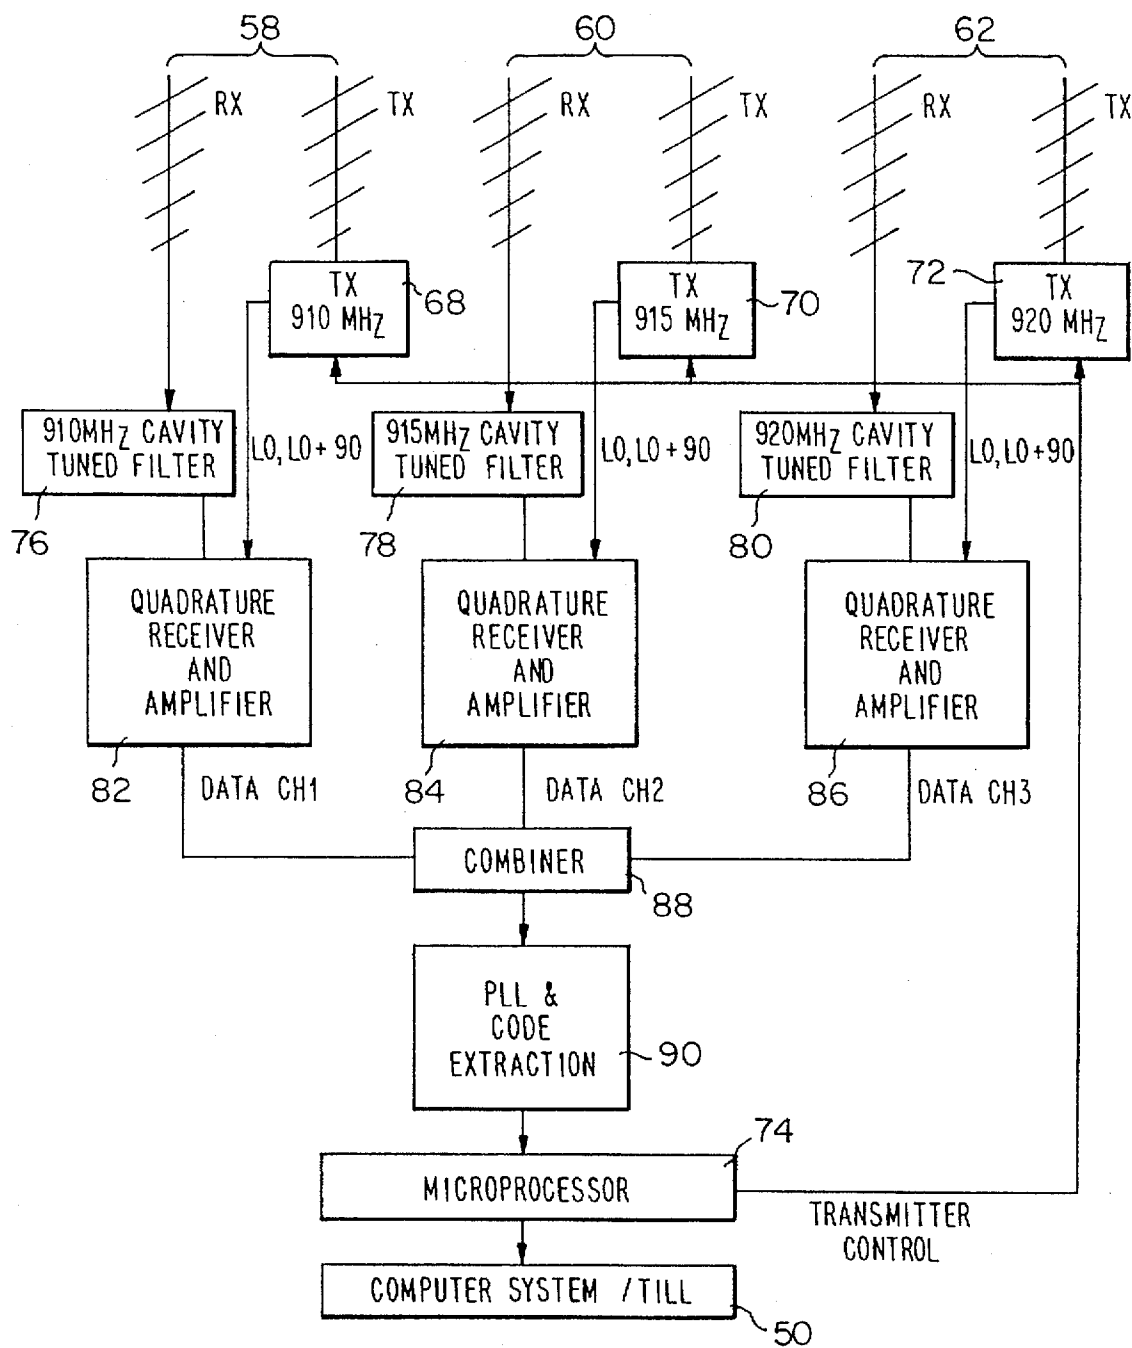 58 60 62
RX TX RX TX RX TX
TX
910 MHZ
68
TX
915 MHZ
70
72
TX
920 MHZ
910MHZ CAVITY
TUNED FILTER
LO, LO + 90
915MHZ CAVITY
TUNED FILTER
LO, LO + 90
920MHZ CAVITY
TUNED FILTER
LO, LO + 90
76 78 80
QUADRATURE
RECEIVER
AND
AMPLIFIER
QUADRATURE
RECEIVER
AND
AMPLIFIER
QUADRATURE
RECEIVER
AND
AMPLIFIER
82 DATA CH1 84 DATA CH2 86 DATA CH3
COMBINER
88
PLL &
CODE
EXTRACTION
90
74
MICROPROCESSOR
TRANSMITTER
CONTROL
COMPUTER SYSTEM / TILL
50